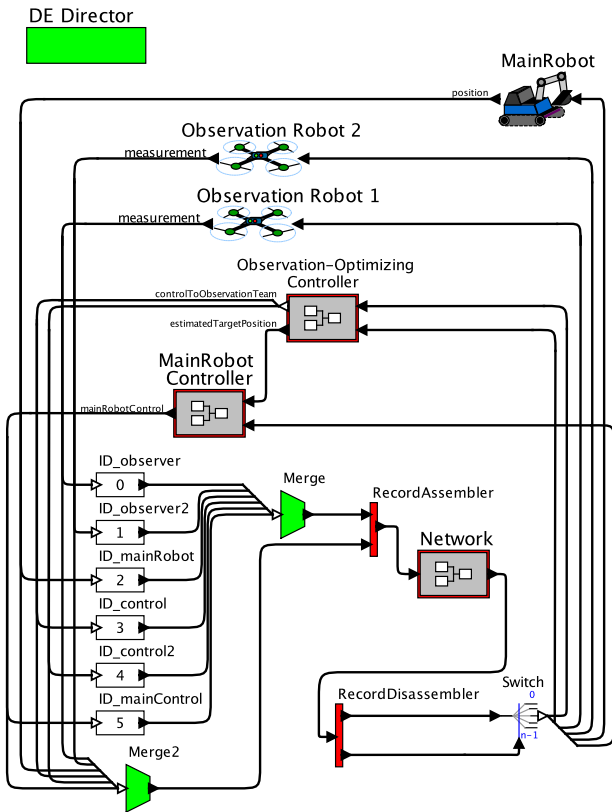 DE Director
MainRobot
position
Observation Robot 2
measurement
Observation Robot 1
measurement
Observation-Optimizing
Controller
controlToObservationTeam
estimatedTargetPosition
MainRobot
Controller
mainRobotControl
ID_observer
0
Merge
ID_observer2
1
RecordAssembler
ID_mainRobot
2
Network
ID_control
3
ID_control2
4
ID_mainControl
5
RecordDisassembler
Switch
0
n-1
Merge2